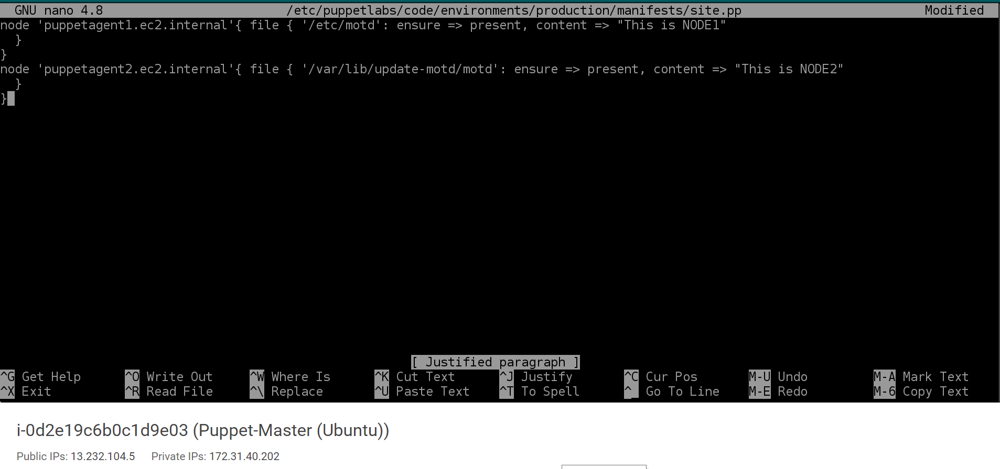 GNU nano 4.8 /etc/puppetlabs/code/environments/production/manifests/site.pp Modified
node 'puppetagent1.ec2.internal'{ file { '/etc/motd': ensure => present, content => "This is NODE1"
  }
}
node 'puppetagent2.ec2.internal'{ file { '/var/lib/update-motd/motd': ensure => present, content => "This is NODE2"
  }
}
[ Justified paragraph ]
^G Get Help ^O Write Out ^W Where Is ^K Cut Text ^J Justify ^C Cur Pos M-U Undo M-A Mark Text
^X Exit ^R Read File ^\ Replace ^U Paste Text ^T To Spell ^_ Go To Line M-E Redo M-6 Copy Text
i-0d2e19c6b0c1d9e03 (Puppet-Master (Ubuntu))
Public IPs: 13.232.104.5 Private IPs: 172.31.40.202